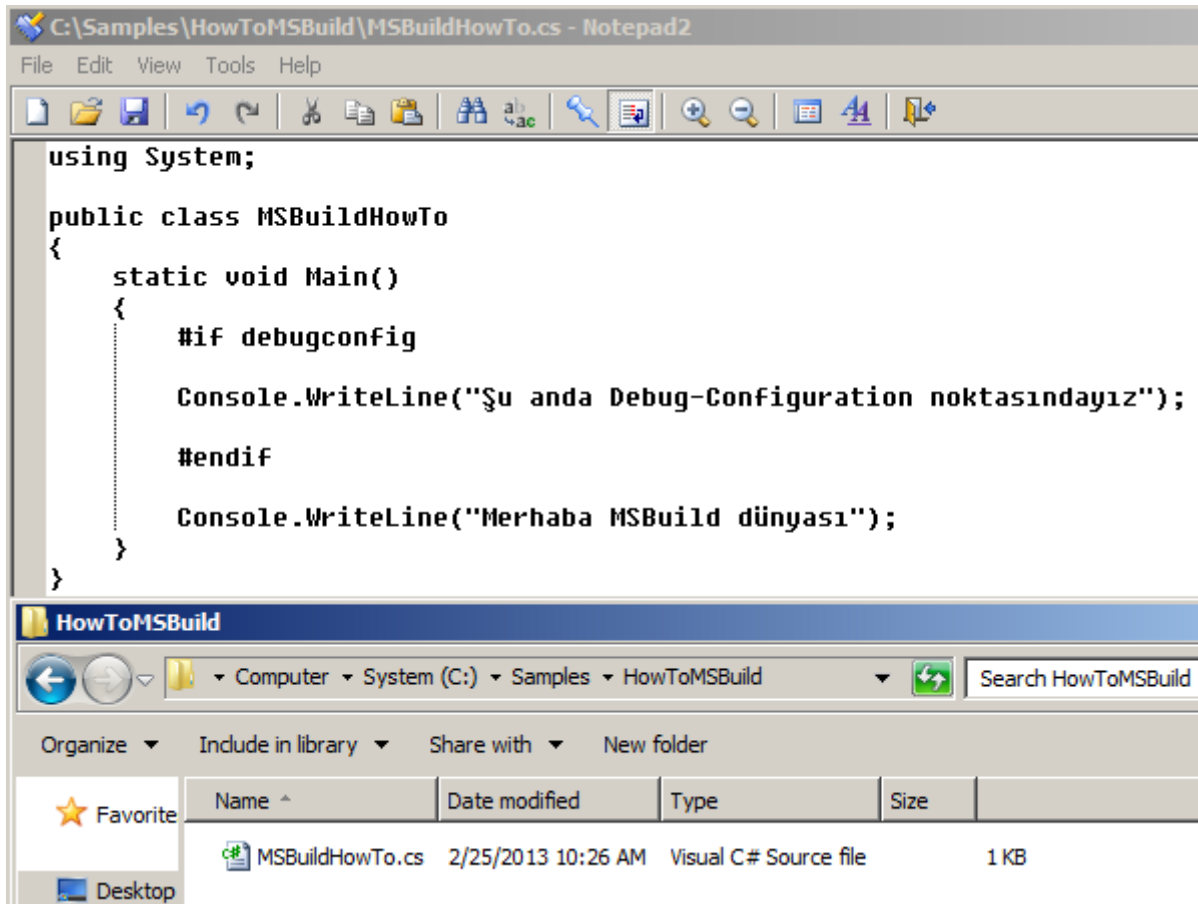 C:\Samples\HowToMSBuild\MSBuildHowTo.cs - Notepad2
File Edit View Tools Help
using System;
public class MSBuildHowTo
{
static void Main()
{
#if debugconfig
Console.WriteLine("Şu anda Debug-Configuration noktasındayız");
#endif
Console.WriteLine("Merhaba MSBuild dünyası");
}
}
HowToMSBuild
Computer System (C:) Samples HowToMSBuild Search HowToMSBuild
Organize Include in library Share with New folder
Favorite Name Date modified Type Size
MSBuildHowTo.cs 2/25/2013 10:26 AM Visual C# Source file 1 KB
Desktop